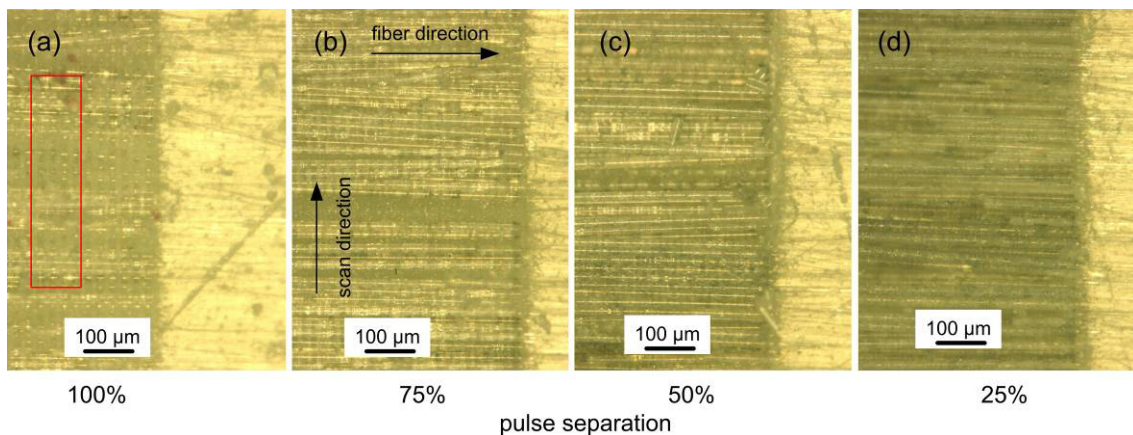 (a)
(b)
(c)
(d)
fiber direction
scan direction
100 µm
100 µm
100 µm
100 µm
100%
75%
50%
25%
pulse separation